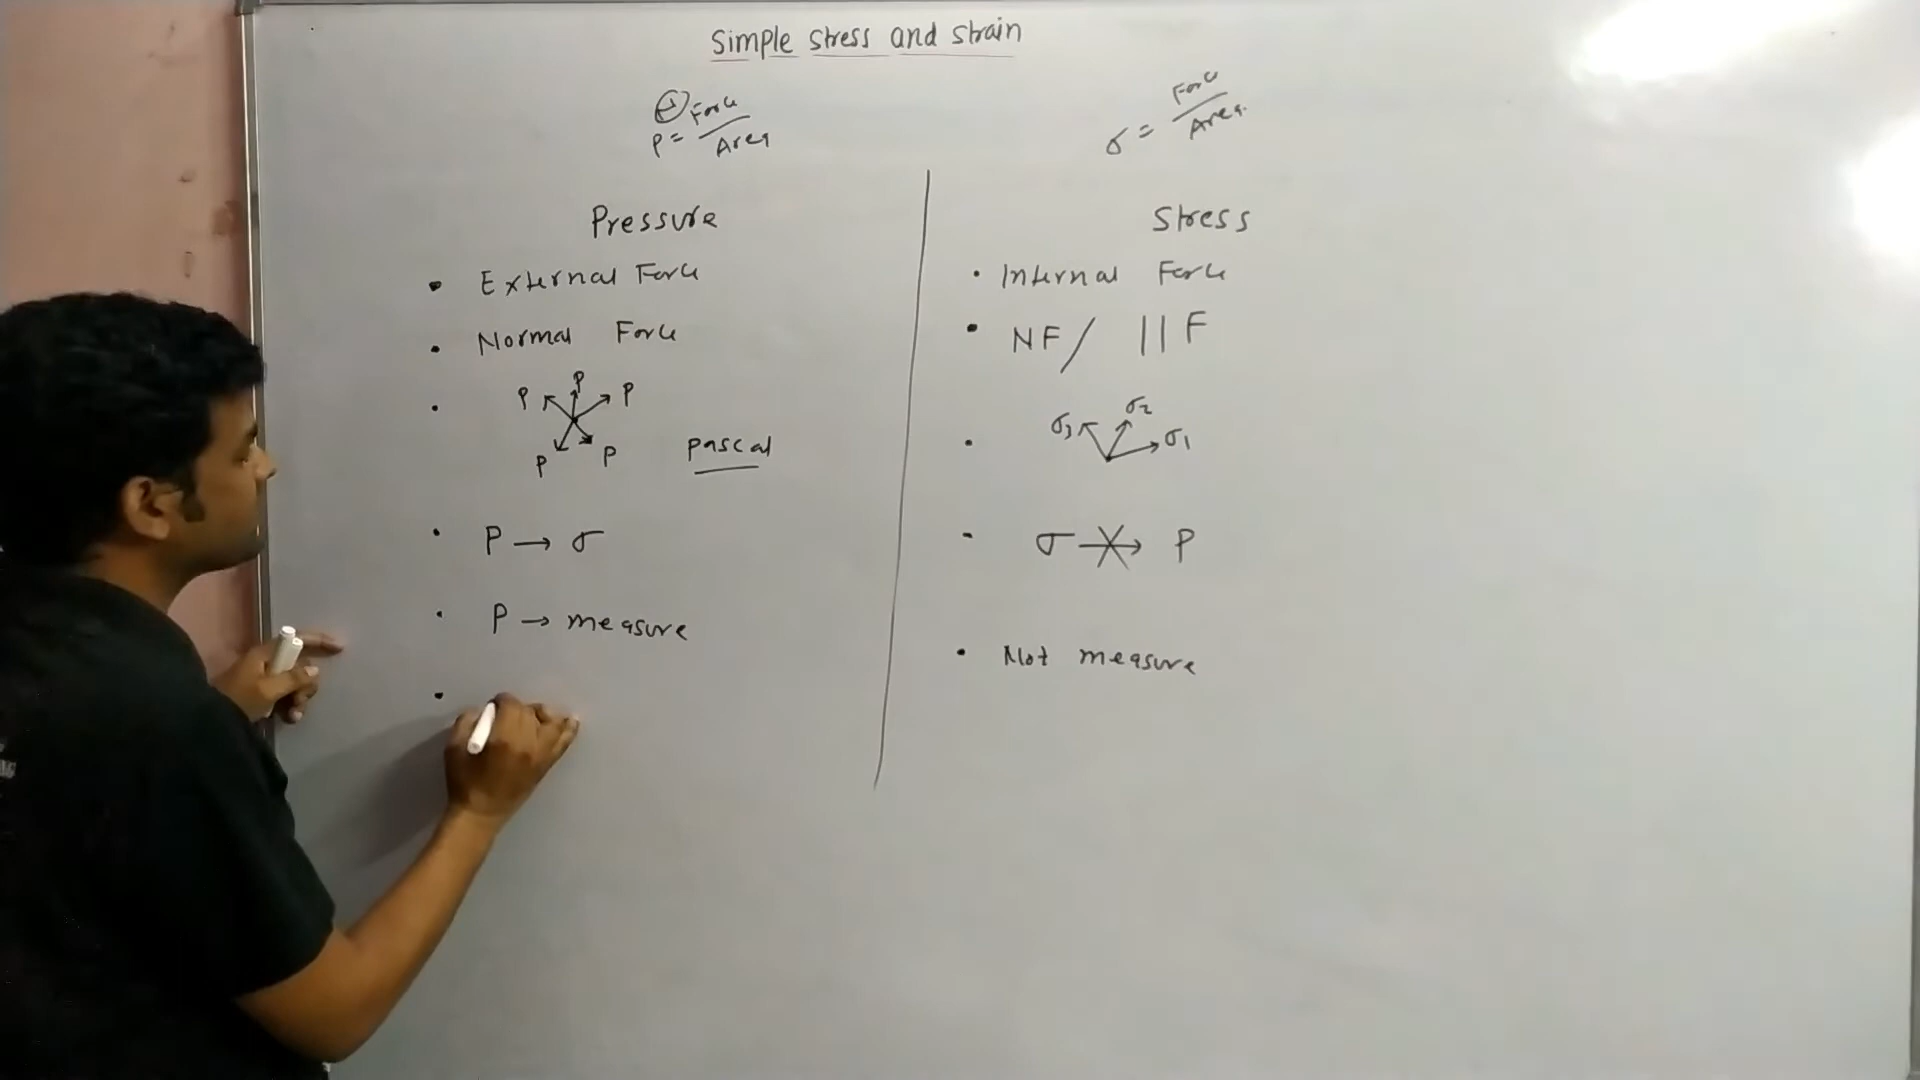 Simple stress and strain
⊥ Force
P = Area
Force
σ = Area
Pressure
• External Force
• Normal Force
P P P
P P
Pascal
• P → σ
• P → measure
•
Stress
• Internal Force
• NF / || F
• σ3 σ2 σ1
• σ → P
• Not measure